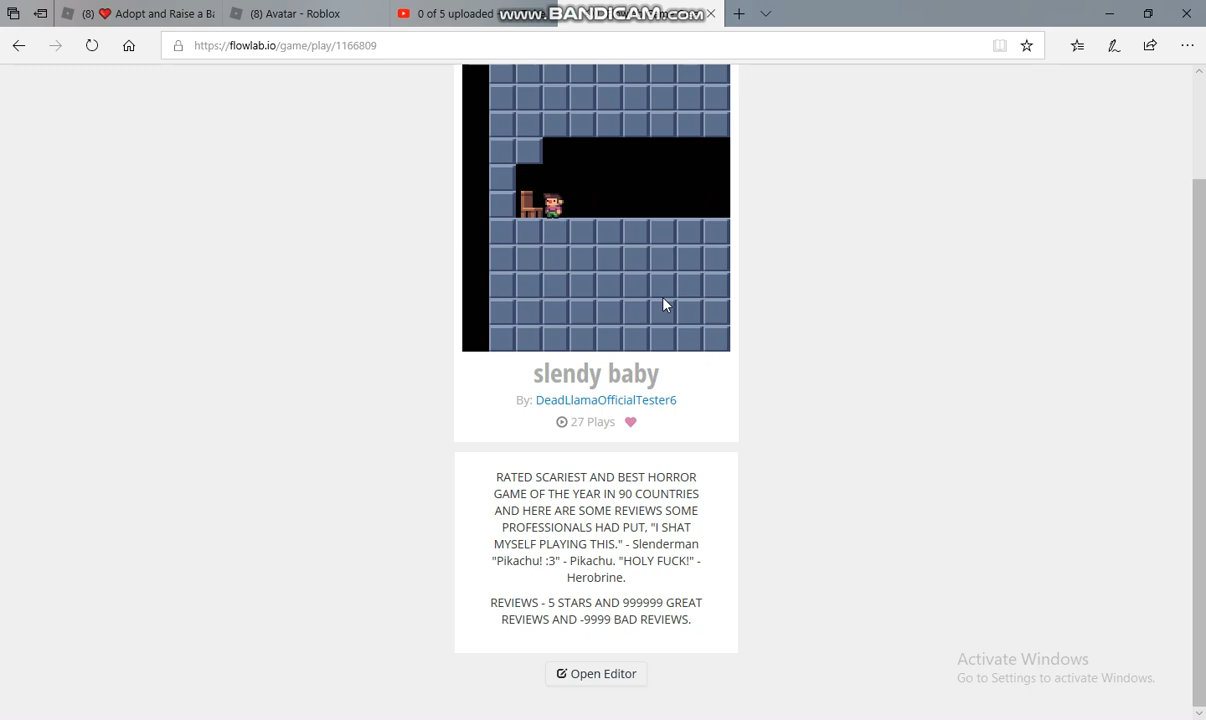 (8) ❤ Adopt and Raise a Ba
(8) Avatar - Roblox
0 of 5 uploaded
WWW.BANDICAM.COM
https://flowlab.io/game/play/1166809
slendy baby
By: DeadLlamaOfficialTester6
27 Plays
RATED SCARIEST AND BEST HORROR
GAME OF THE YEAR IN 90 COUNTRIES
AND HERE ARE SOME REVIEWS SOME
PROFESSIONALS HAD PUT, "I SHAT
MYSELF PLAYING THIS." - Slenderman
"Pikachu! :3" - Pikachu. "HOLY FUCK!" -
Herobrine.
REVIEWS - 5 STARS AND 999999 GREAT
REVIEWS AND -9999 BAD REVIEWS.
Open Editor
Activate Windows
Go to Settings to activate Windows.